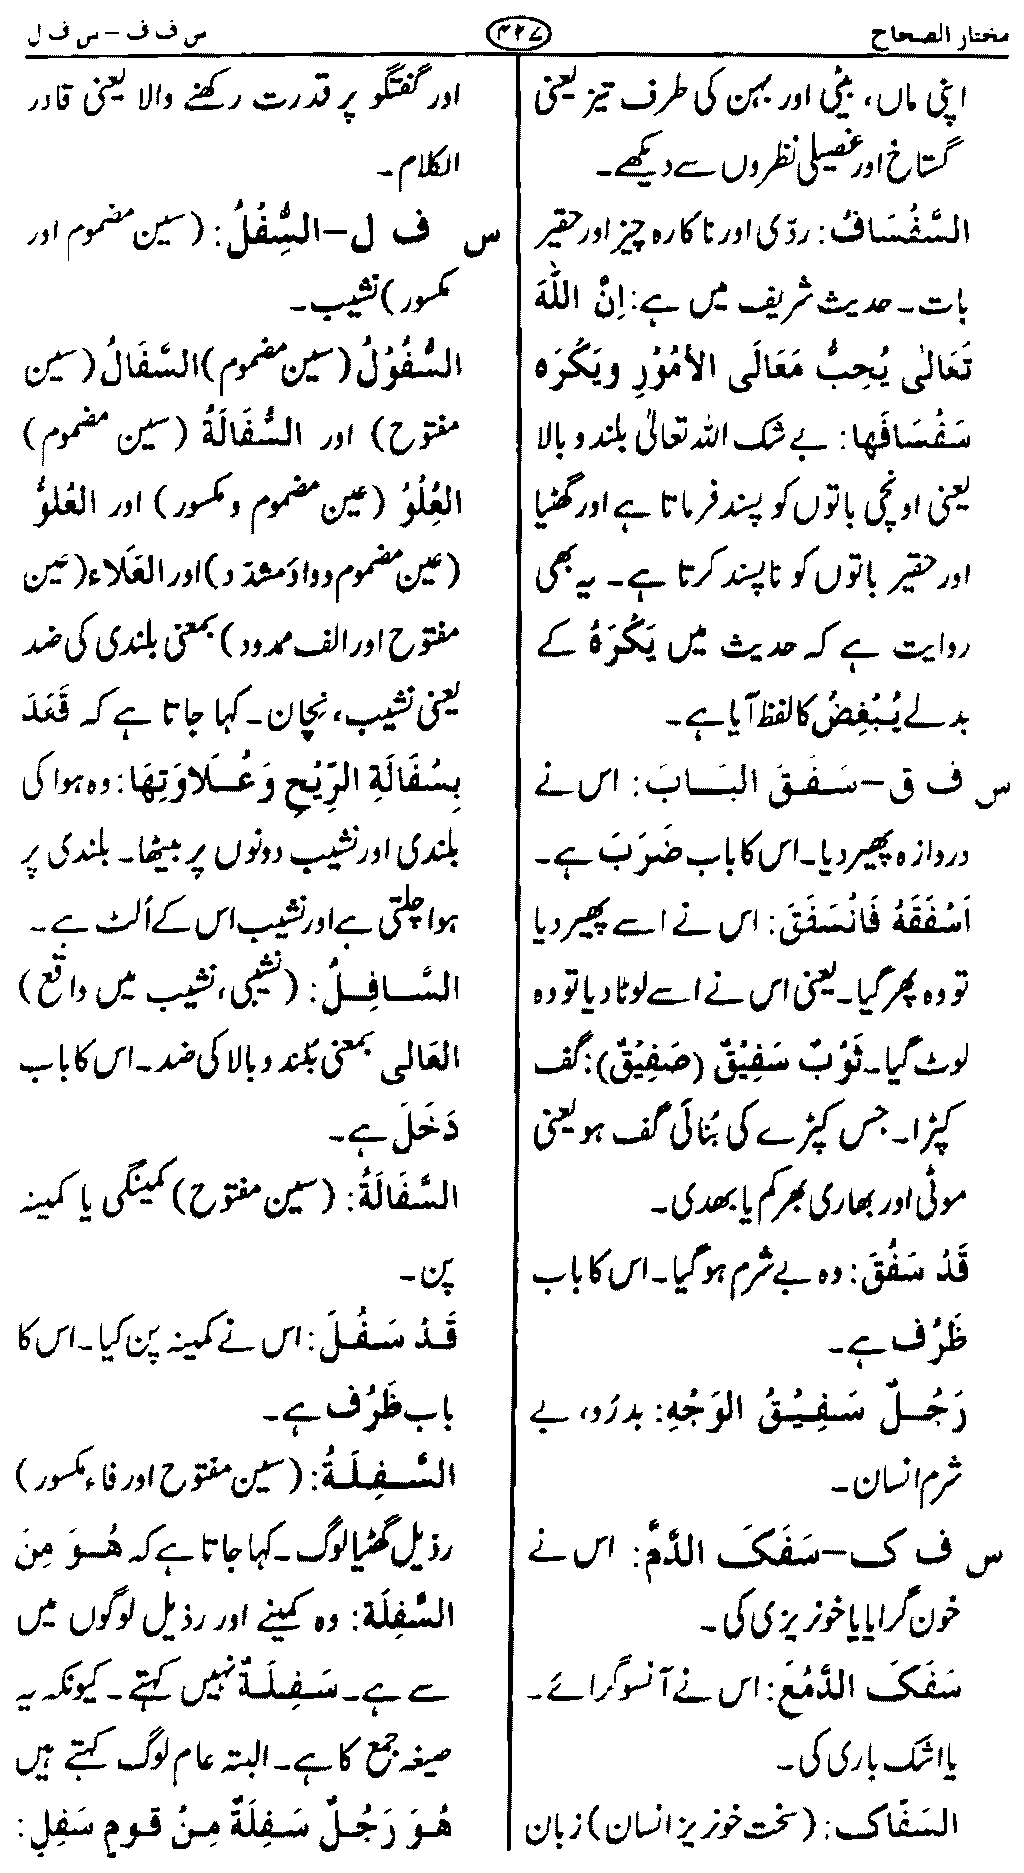 مختار الصحاح
۴۲۷
س ف ف – س ف ل
اپنی ماں، بیٹی اور بہن کی طرف تیز یعنی
گستاخ اور غصیلی نظروں سے دیکھے۔
السَّفْسَافُ: ردّی اور ناکارہ چیز اور حقیر
بات۔ حدیث شریف میں ہے: اِنَّ اللّٰهَ
تَعَالٰى يُحِبُّ مَعَالَى الأمُوْرِ ويَكْرَه
سَفْسَافَها: بے شک اللہ تعالیٰ بلند و بالا
یعنی اونچی باتوں کو پسند فرماتا ہے اور گھٹیا
اور حقیر باتوں کو ناپسند کرتا ہے۔ یہ بھی
روایت ہے کہ حدیث میں يَكْرَهُ کے
بدلے يُبْغِضُ کا لفظ آیا ہے۔
س ف ق – سَفَقَ البَابَ: اس نے
دروازہ پھیر دیا۔ اس کا باب ضَرَبَ ہے۔
اَسْفَقَهُ فَانْسَفَقَ: اس نے اسے پھیر دیا
تو وہ پھر گیا۔ یعنی اس نے اسے لوٹا دیا تو وہ
لوٹ گیا۔ ثَوْبٌ سَفِيْقٌ (صَفِيْقٌ): گف
کپڑا۔ جس کپڑے کی بُنائی گف ہو یعنی
موٹی اور بھاری بھرکم یا بھدی۔
قَدْ سَفُقَ: وہ بے شرم ہو گیا۔ اس کا باب
ظَرُف ہے۔
رَجُلٌ سَفِيْقُ الوَجْهِ: بدرُو، بے
شرم انسان۔
س ف ک – سَفَكَ الدَّمَّ: اس نے
خون گرایا یا خونریزی کی۔
سَفَكَ الدَّمْعَ: اس نے آنسو گرائے۔
یا اشک باری کی۔
السَفَّاك: (سخت خونریز انسان) زبان
اور گفتگو پر قدرت رکھنے والا یعنی قادر
الکلام۔
س ف ل – السُّفِلُ: (سین مضموم اور
مکسور) نشیب۔
السُّفُوْلُ (سین مضموم) السَّفَالُ (سین
مفتوح) اور السُّفَالَةُ (سین مضموم)
العُِلْوُ (عین مضموم و مکسور) اور العُلوُّ
(عین مضموم و واوَ مشدّد) اور العَلاء (عین
مفتوح اور الف ممدود) بمعنی بلندی کی ضد
یعنی نشیب، نچان۔ کہا جاتا ہے کہ قَعَدَ
بِسُفَالَةِ الرِّيْحِ وَعُلَاوَتِهَا: وہ ہوا کی
بلندی اور نشیب دونوں پر بیٹھا۔ بلندی پر
ہوا چلتی ہے اور نشیب اس کے اُلٹ ہے۔
السَّافِلُ: (نشیبی، نشیب میں واقع)
العَالی بمعنی بلند و بالا کی ضد۔ اس کا باب
دَخَلَ ہے۔
السَّفَالَةُ: (سین مفتوح) کمینگی یا کمینہ
پن۔
قَدْ سَفُلَ: اس نے کمینہ پن کیا۔ اس کا
باب ظَرُف ہے۔
السَّفِلَةُ: (سین مفتوح اور فاء مکسور)
رذیل گھٹیا لوگ۔ کہا جاتا ہے کہ هُوَ مِنَ
السَّفِلَة: وہ کمینے اور رذیل لوگوں میں
سے ہے۔ سَفِلَةٌ نہیں کہتے۔ کیونکہ یہ
صیغہ جمع کا ہے۔ البتہ عام لوگ کہتے ہیں
هُوَ رَجُلٌ سَفِلَةٌ مِنْ قومٍ سَفِلٍ: